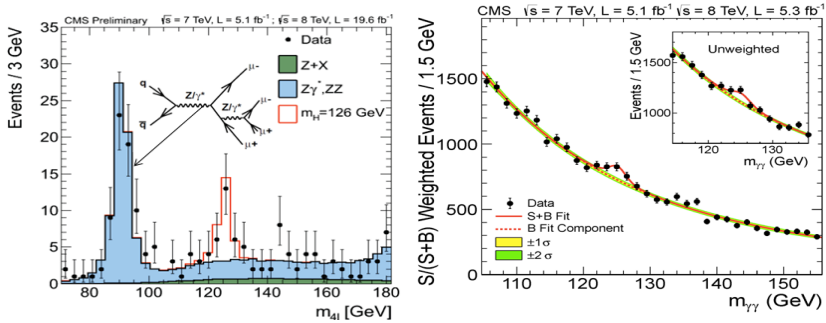 CMS Preliminary √s = 7 TeV, L = 5.1 fb⁻¹ ; √s = 8 TeV, L = 19.6 fb⁻¹
Events / 3 GeV
35
30
25
20
15
10
5
0
80
100
120
140
160
180
m4l [GeV]
Data
Z+X
Zγ*,ZZ
mH=126 GeV
q
q̅
Z/γ*
Z/γ*
μ-
μ-
μ+
μ+
CMS √s = 7 TeV, L = 5.1 fb⁻¹ √s = 8 TeV, L = 5.3 fb⁻¹
S/(S+B) Weighted Events / 1.5 GeV
1500
1000
500
0
110
120
130
140
150
mγγ (GeV)
Data
S+B Fit
B Fit Component
±1σ
±2 σ
Unweighted
Events / 1.5 GeV
1500
1000
120
130
mγγ (GeV)